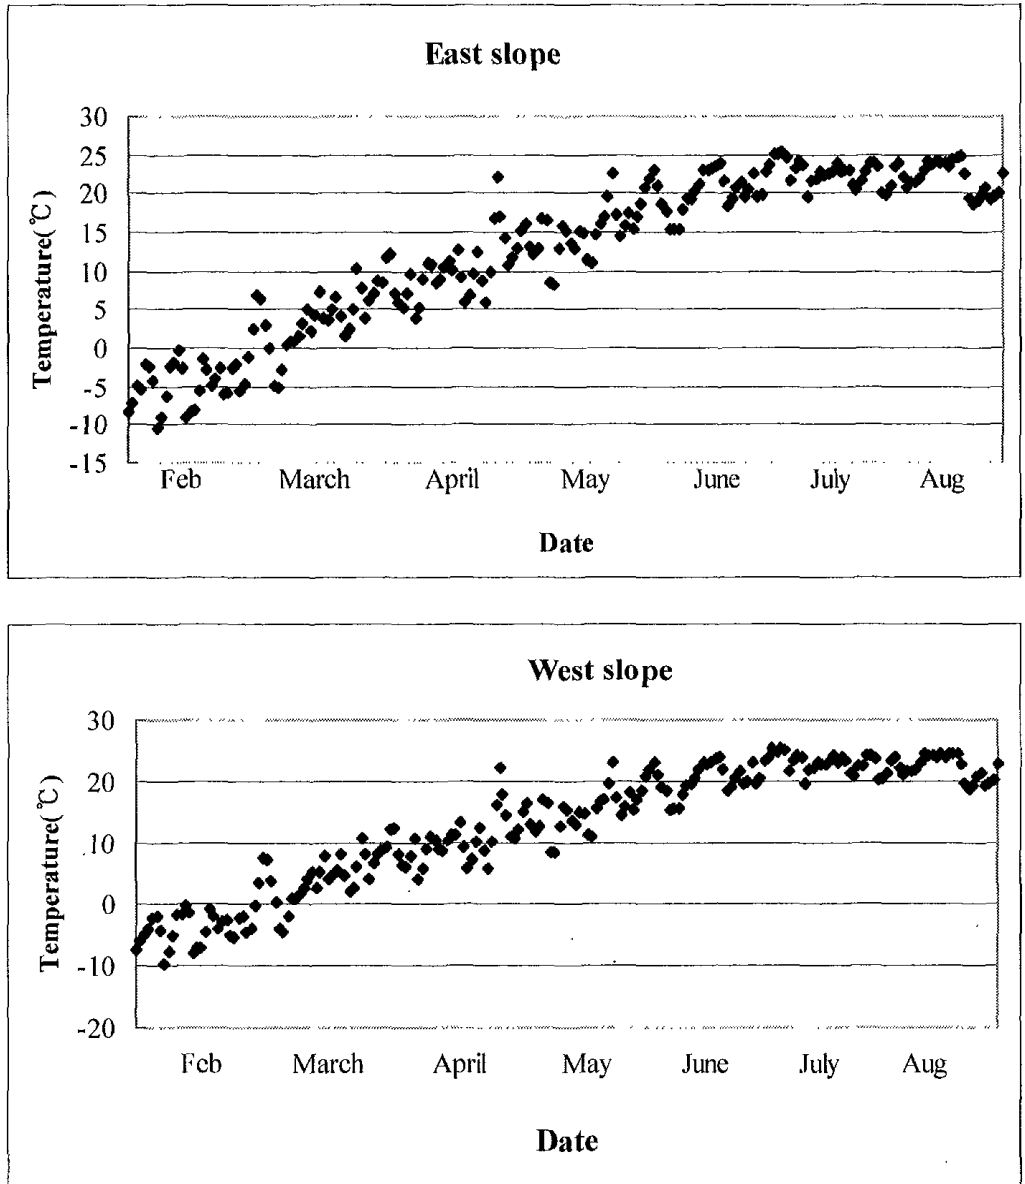 East slope
30
25
20
15
10
5
0
-5
-10
-15
Temperature(℃)
Feb March April May June July Aug
Date
West slope
30
20
10
0
-10
-20
Temperature(℃)
Feb March April May June July Aug
Date